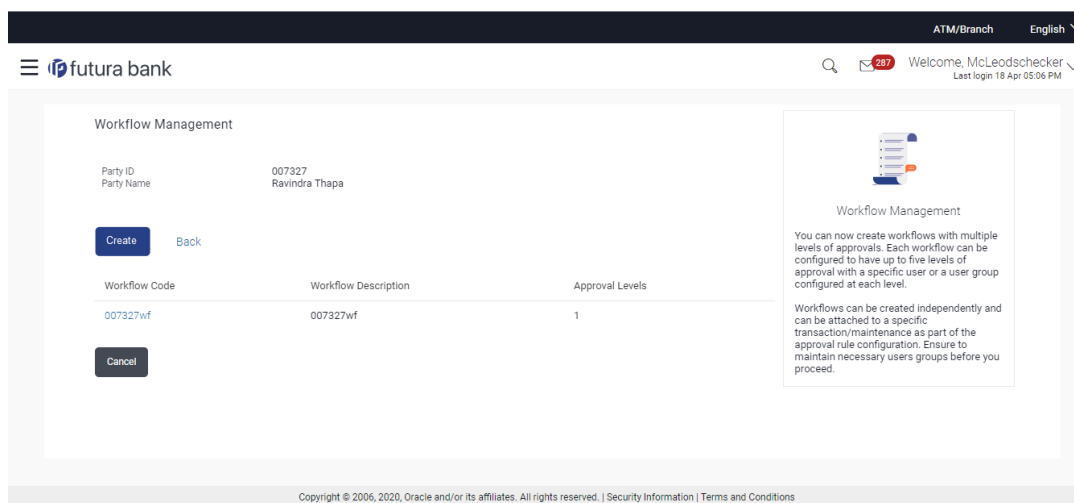 ATM/Branch English
futura bank
287
Welcome, McLeodschecker
Last login 18 Apr 05:06 PM
Workflow Management
Party ID 007327
Party Name Ravindra Thapa
Create Back
Workflow Code Workflow Description Approval Levels
007327wf 007327wf 1
Cancel
Workflow Management
You can now create workflows with multiple
levels of approvals. Each workflow can be
configured to have up to five levels of
approval with a specific user or a user group
configured at each level.
Workflows can be created independently and
can be attached to a specific
transaction/maintenance as part of the
approval rule configuration. Ensure to
maintain necessary users groups before you
proceed.
Copyright © 2006, 2020, Oracle and/or its affiliates. All rights reserved. | Security Information | Terms and Conditions